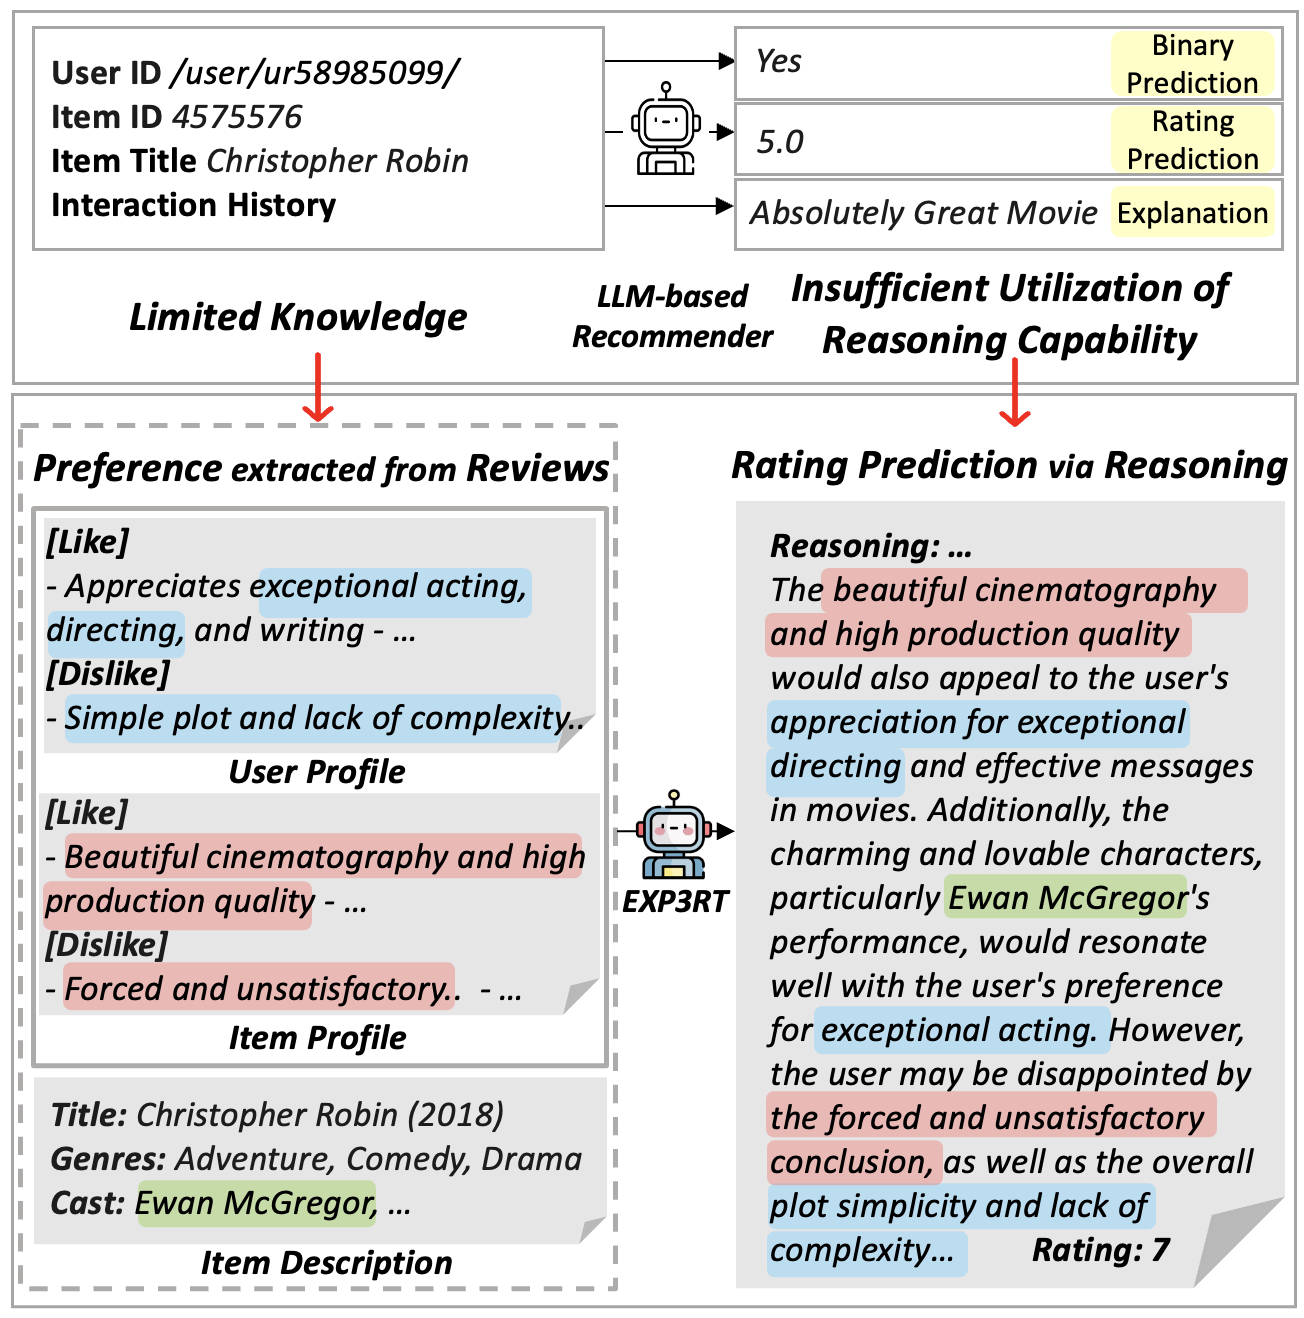 User ID /user/ur58985099/
Item ID 4575576
Item Title Christopher Robin
Interaction History
Yes
Binary
Prediction
5.0
Rating
Prediction
Absolutely Great Movie
Explanation
Limited Knowledge
LLM-based
Recommender
Insufficient Utilization of
Reasoning Capability
Preference extracted from Reviews
[Like]
- Appreciates exceptional acting,
directing, and writing - ...
[Dislike]
- Simple plot and lack of complexity..
User Profile
[Like]
- Beautiful cinematography and high
production quality - ...
[Dislike]
- Forced and unsatisfactory.. - ...
Item Profile
Title: Christopher Robin (2018)
Genres: Adventure, Comedy, Drama
Cast: Ewan McGregor, ...
Item Description
EXP3RT
Rating Prediction via Reasoning
Reasoning: ...
The beautiful cinematography
and high production quality
would also appeal to the user's
appreciation for exceptional
directing and effective messages
in movies. Additionally, the
charming and lovable characters,
particularly Ewan McGregor's
performance, would resonate
well with the user's preference
for exceptional acting. However,
the user may be disappointed by
the forced and unsatisfactory
conclusion, as well as the overall
plot simplicity and lack of
complexity...
Rating: 7